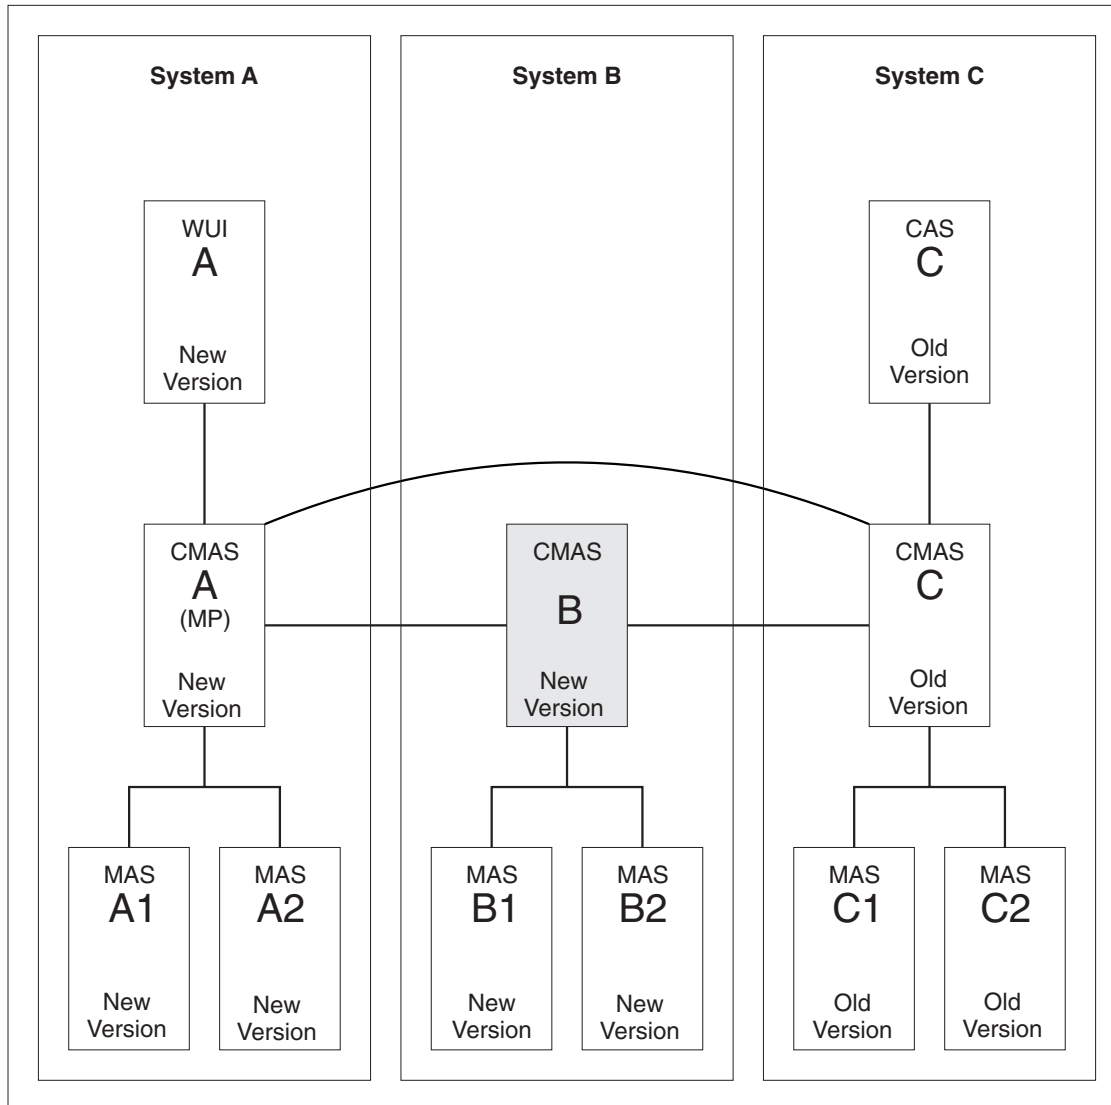 System A
System B
System C
WUI
A
New
Version
CAS
C
Old
Version
CMAS
A
(MP)
New
Version
CMAS
B
New
Version
CMAS
C
Old
Version
MAS
A1
New
Version
MAS
A2
New
Version
MAS
B1
New
Version
MAS
B2
New
Version
MAS
C1
Old
Version
MAS
C2
Old
Version